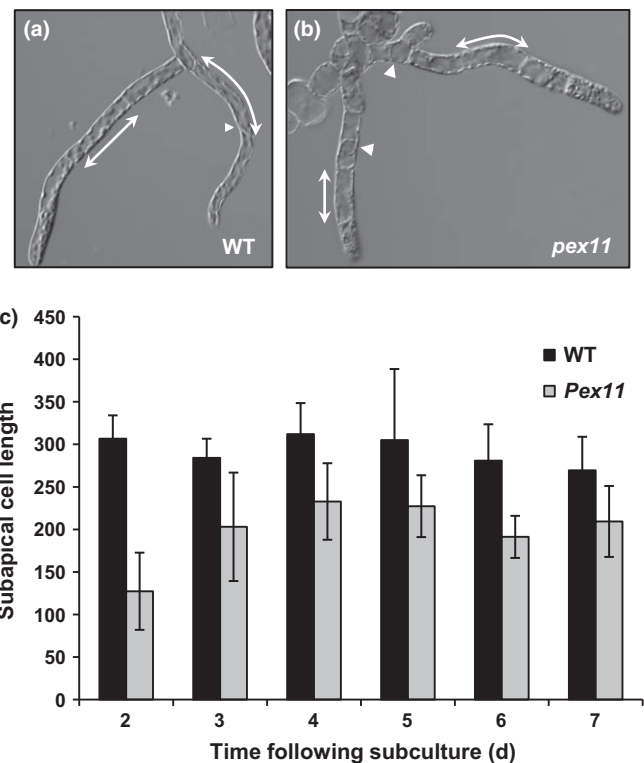 (a)
WT
(b)
pex11
c)
450
400
350
300
250
200
150
100
50
0
Subapical cell length
WT
Pex11
2 3 4 5 6 7
Time following subculture (d)